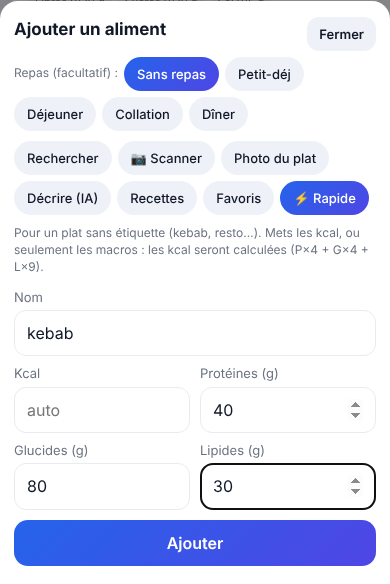 Ajouter un aliment
Fermer
Repas (facultatif) :
Sans repas
Petit-déj
Déjeuner
Collation
Dîner
Rechercher
📷 Scanner
Photo du plat
Décrire (IA)
Recettes
Favoris
⚡ Rapide
Pour un plat sans étiquette (kebab, resto…). Mets les kcal, ou
seulement les macros : les kcal seront calculées (P×4 + G×4 +
L×9).
Nom
kebab
Kcal
Protéines (g)
auto
40
Glucides (g)
Lipides (g)
80
30
Ajouter